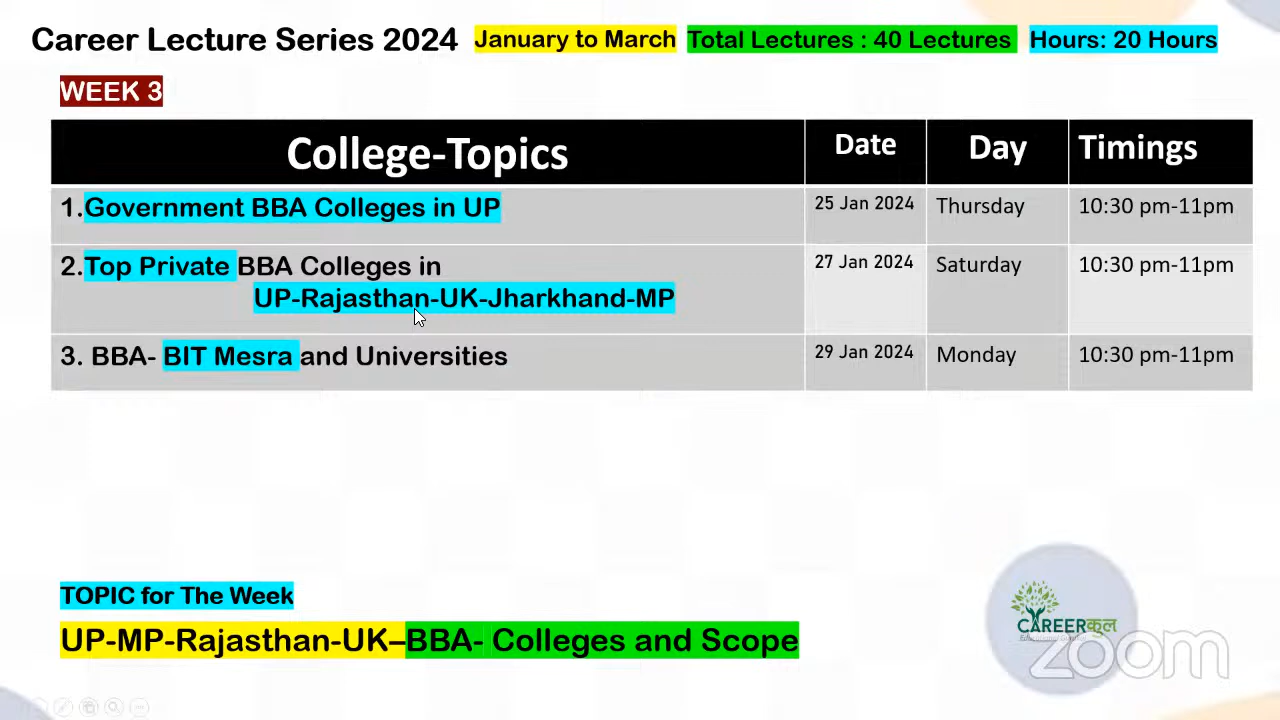 Career Lecture Series 2024 January to March Total Lectures : 40 Lectures Hours: 20 Hours
WEEK 3
College-Topics Date Day Timings
1.Government BBA Colleges in UP 25 Jan 2024 Thursday 10:30 pm-11pm
2.Top Private BBA Colleges in 27 Jan 2024 Saturday 10:30 pm-11pm
UP-Rajasthan-UK-Jharkhand-MP
3. BBA- BIT Mesra and Universities 29 Jan 2024 Monday 10:30 pm-11pm
TOPIC for The Week
UP-MP-Rajasthan-UK–BBA- Colleges and Scope
CAREERकुल
zoom